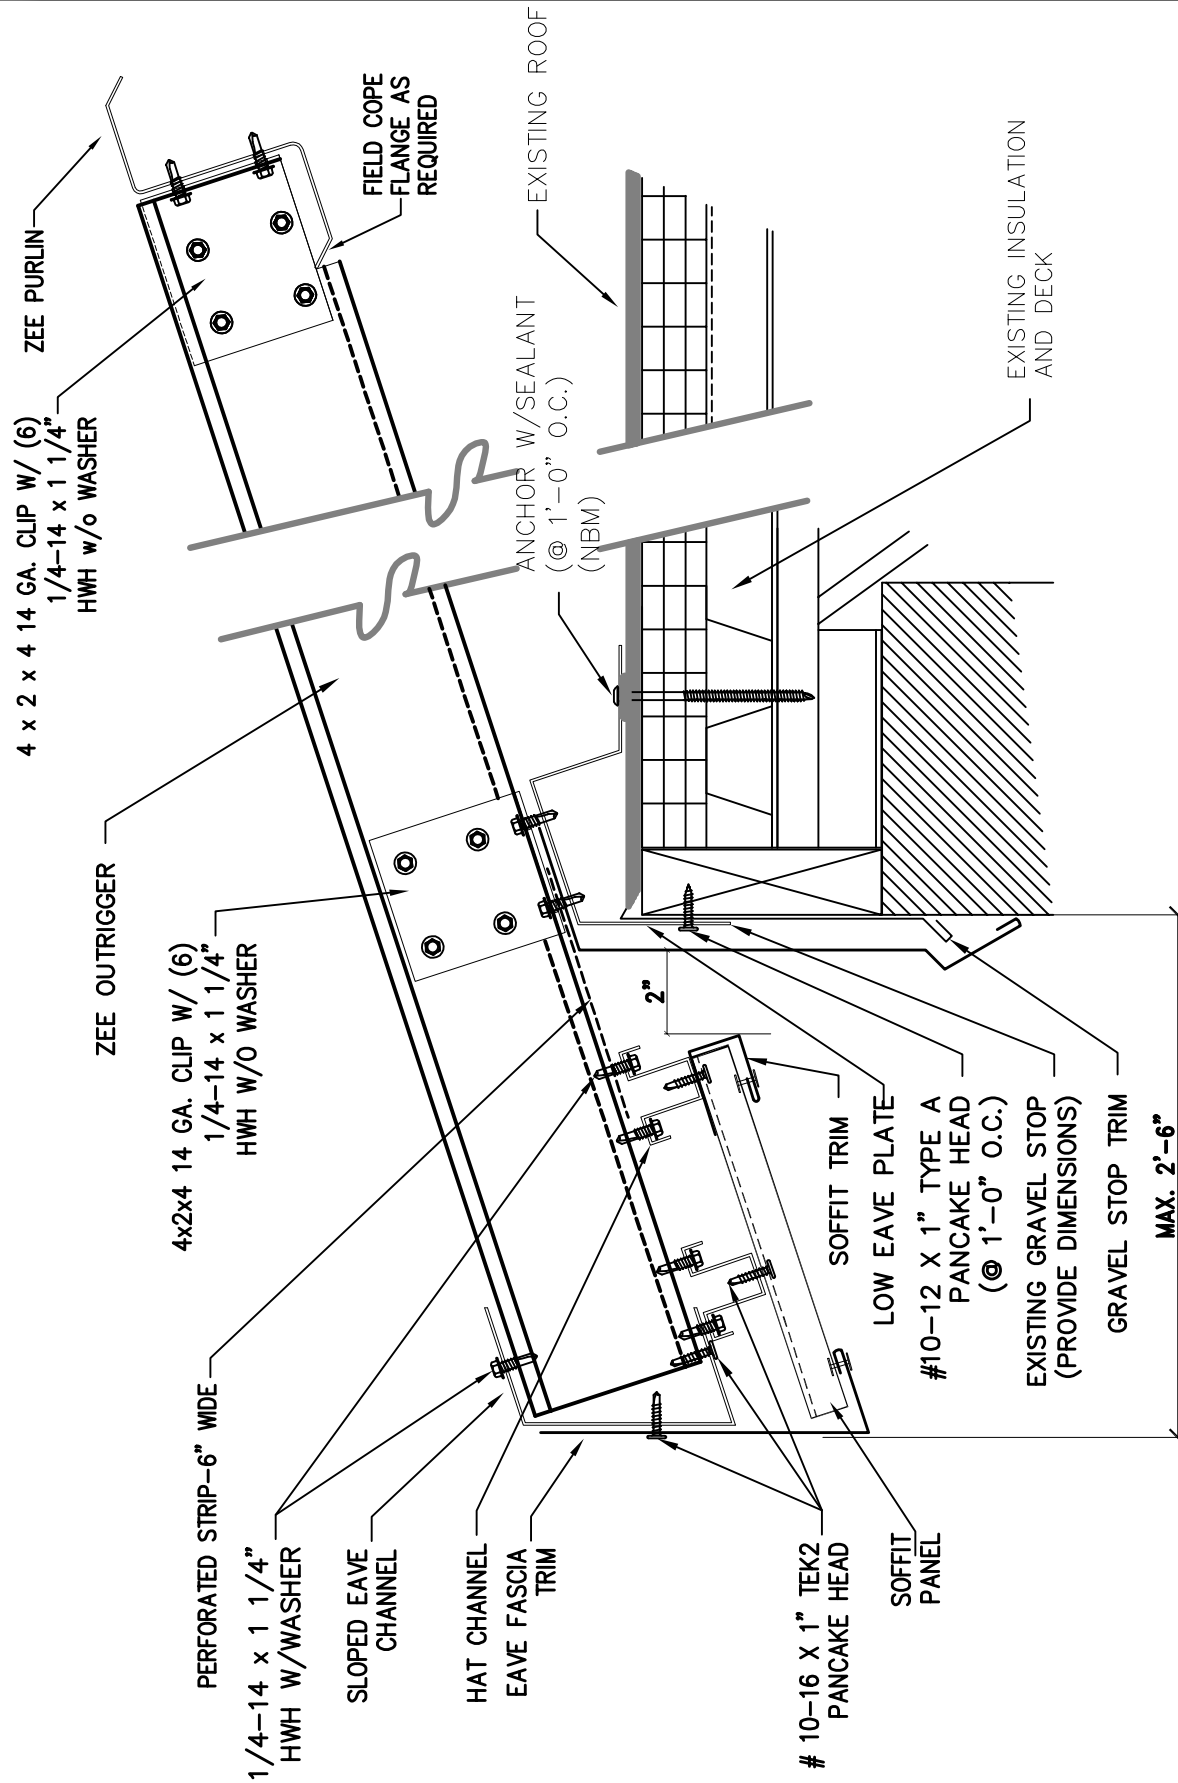 4 x 2 x 4 14 GA. CLIP W/ (6)
1/4-14 x 1 1/4"
HWH w/o WASHER
ZEE PURLIN
FIELD COPE
FLANGE AS
REQUIRED
EXISTING ROOF
ZEE OUTRIGGER
4x2x4 14 GA. CLIP W/ (6)
1/4-14 x 1 1/4"
HWH W/O WASHER
ANCHOR W/SEALANT
(@ 1'-0" O.C.)
(NBM)
EXISTING INSULATION
AND DECK
PERFORATED STRIP-6" WIDE
1/4-14 x 1 1/4"
HWH W/WASHER
SLOPED EAVE
CHANNEL
HAT CHANNEL
EAVE FASCIA
TRIM
# 10-16 X 1" TEK2
PANCAKE HEAD
SOFFIT
PANEL
2"
SOFFIT TRIM
LOW EAVE PLATE
#10-12 X 1" TYPE A
PANCAKE HEAD
(@ 1'-0" O.C.)
EXISTING GRAVEL STOP
(PROVIDE DIMENSIONS)
GRAVEL STOP TRIM
MAX. 2'-6"